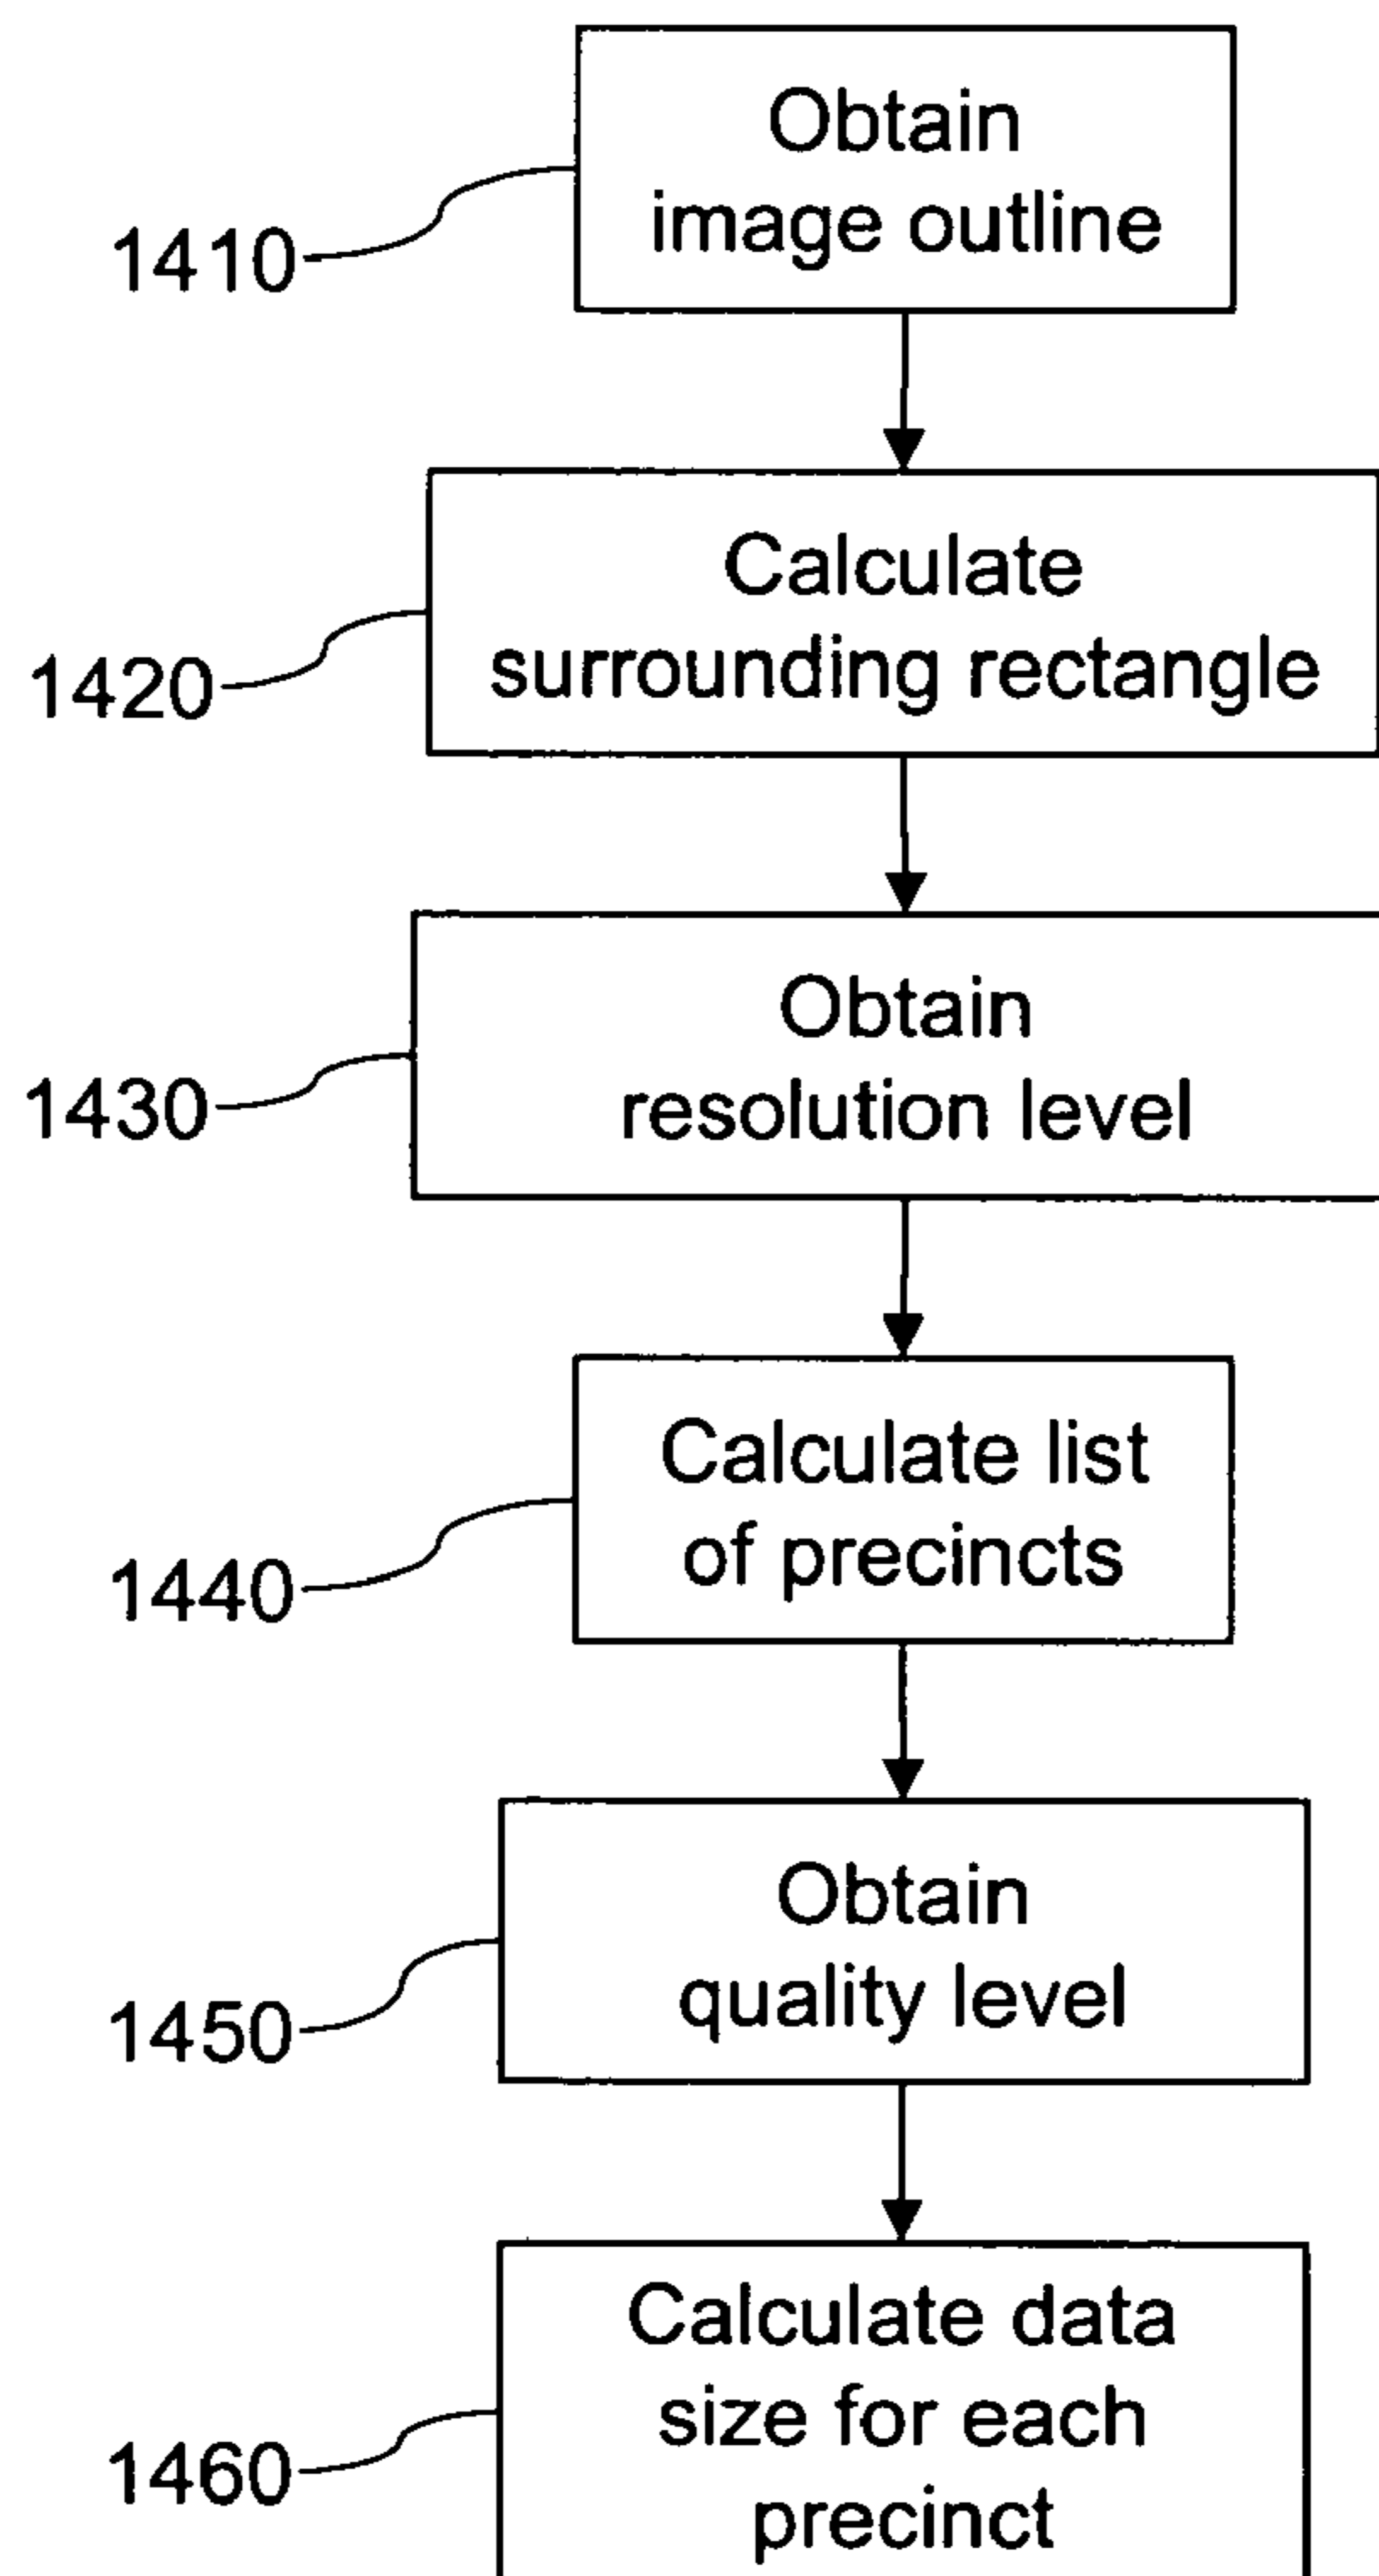 Obtain
image outline
1410
Calculate
surrounding rectangle
1420
Obtain
resolution level
1430
Calculate list
of precincts
1440
Obtain
quality level
1450
Calculate data
size for each
precinct
1460